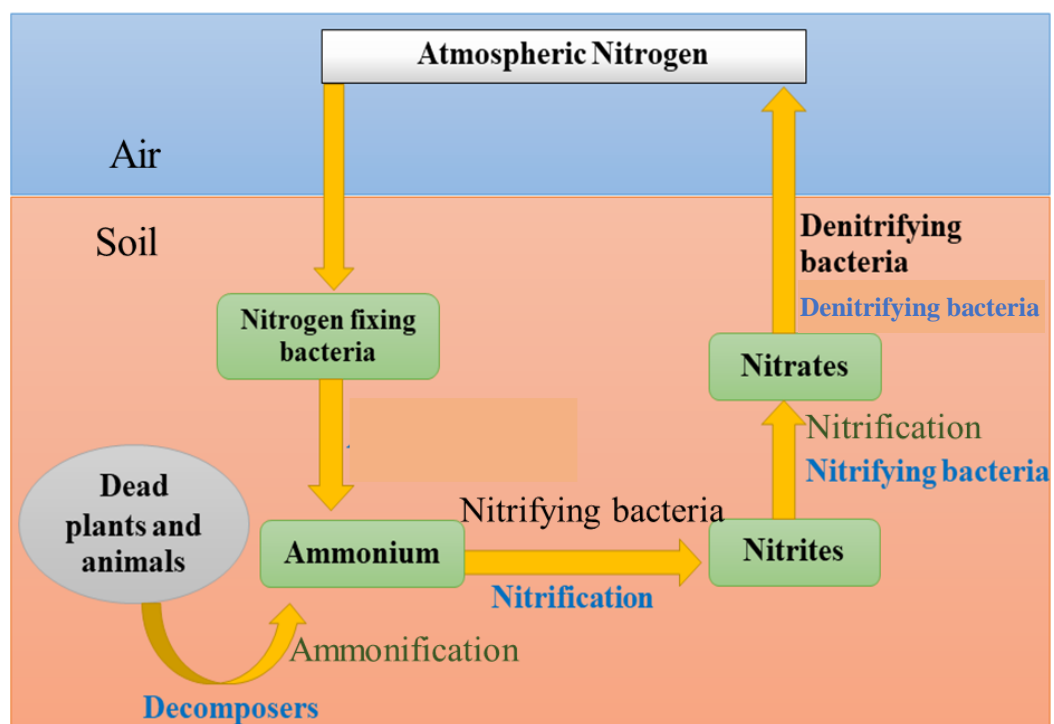 Atmospheric Nitrogen
Air
Soil
Denitrifying
bacteria
Denitrifying bacteria
Nitrogen fixing
bacteria
Nitrates
Nitrification
Nitrifying bacteria
Dead
plants and
animals
Nitrifying bacteria
Ammonium
Nitrites
Nitrification
Ammonification
Decomposers